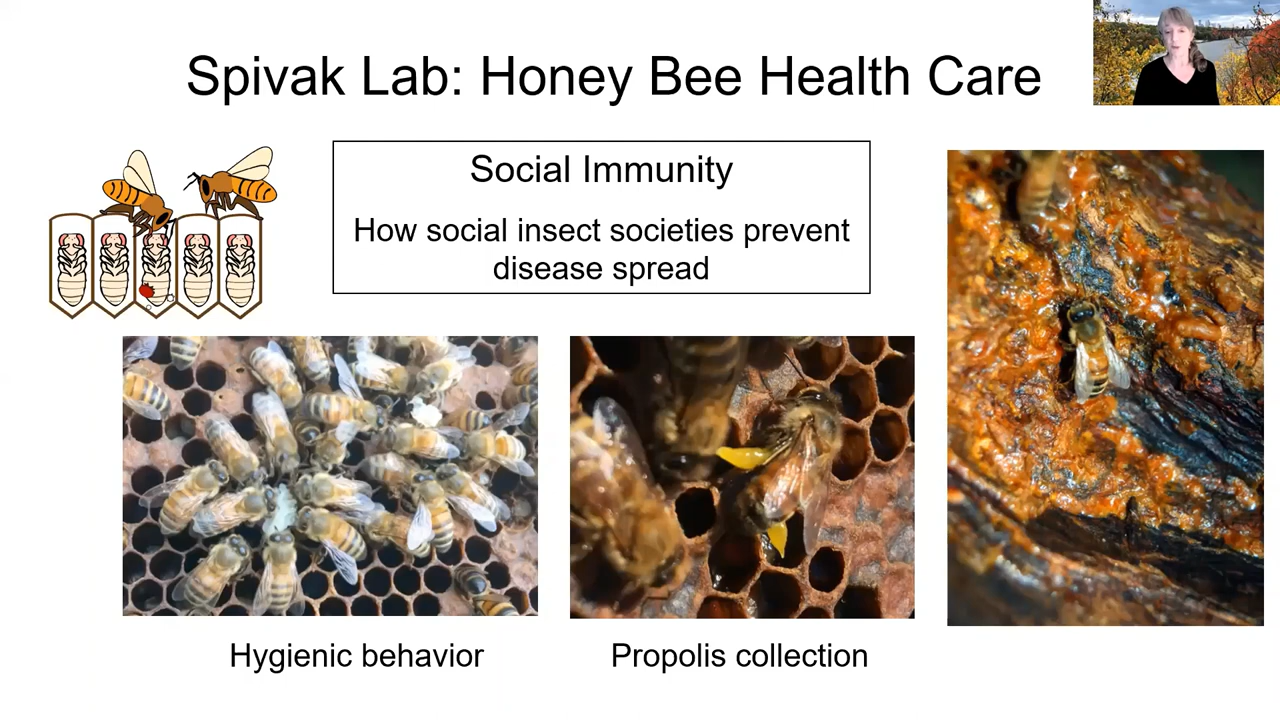 Spivak Lab: Honey Bee Health Care
Social Immunity
How social insect societies prevent
disease spread
Hygienic behavior
Propolis collection